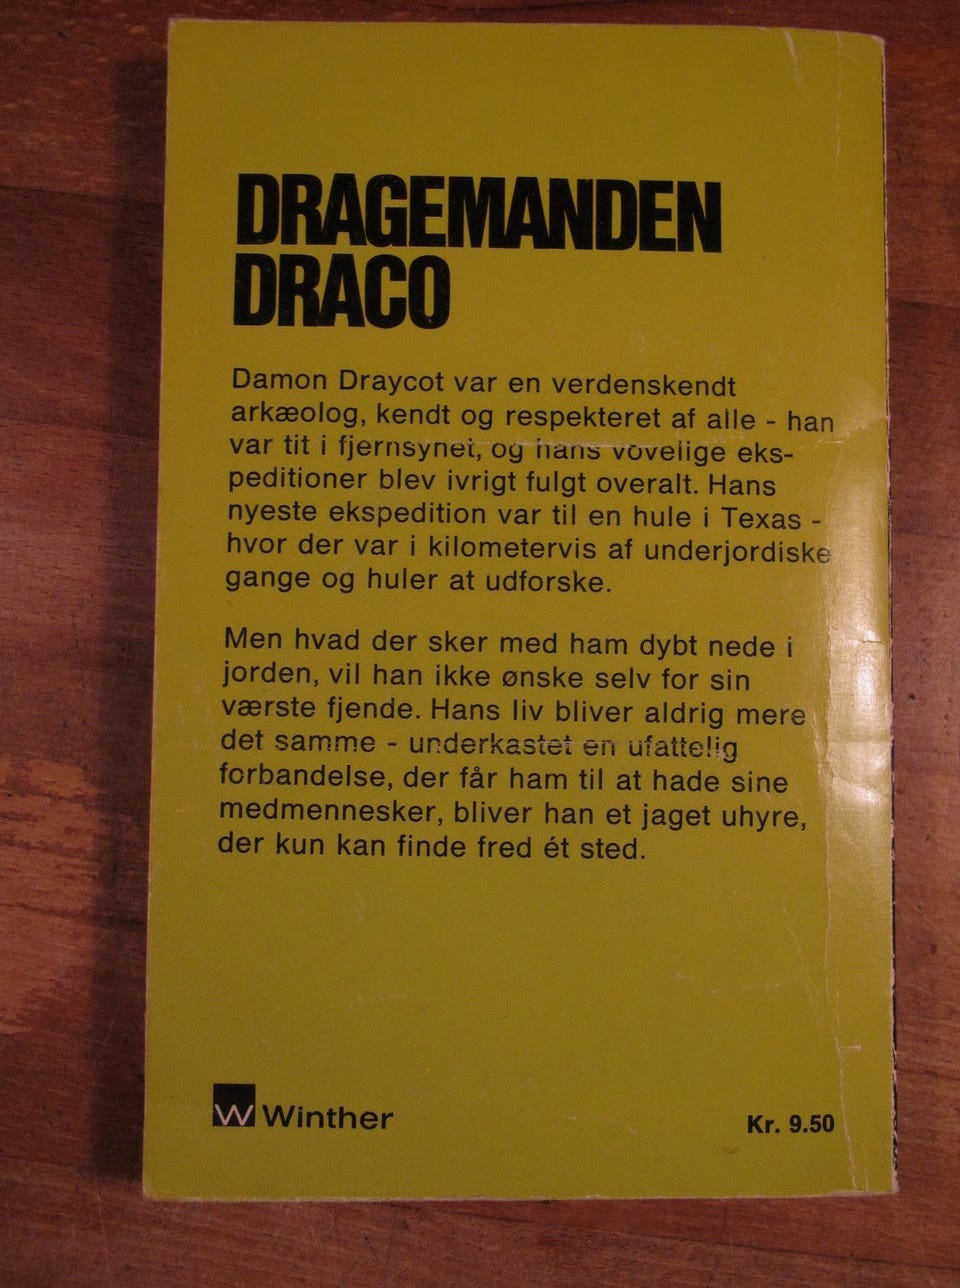 DRAGEMANDEN
DRACO
Damon Draycot var en verdenskendt
arkæolog, kendt og respekteret af alle - han
var tit i fjernsynet, og hans vovelige eks-
peditioner blev ivrigt fulgt overalt. Hans
nyeste ekspedition var til en hule i Texas -
hvor der var i kilometervis af underjordiske
gange og huler at udforske.
Men hvad der sker med ham dybt nede i
jorden, vil han ikke ønske selv for sin
værste fjende. Hans liv bliver aldrig mere
det samme - underkastet en ufattelig
forbandelse, der får ham til at hade sine
medmennesker, bliver han et jaget uhyre,
der kun kan finde fred ét sted.
W Winther
Kr. 9.50